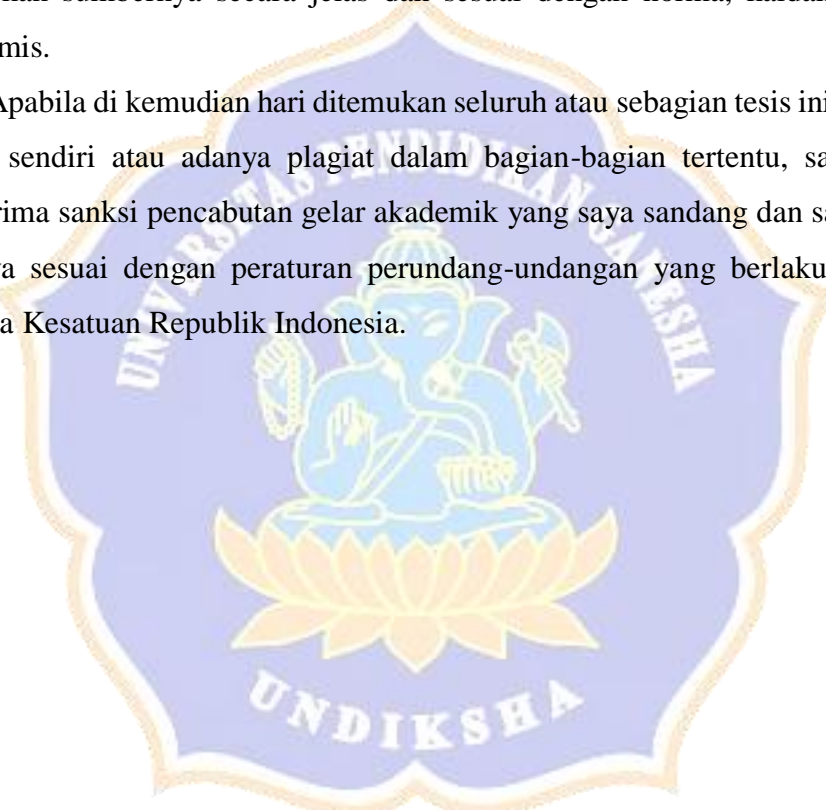 sumbernya secara jelas dan sesuai dengan norma,
mis.
Apabila di kemudian hari ditemukan seluruh atau sebagian tesis ini
sendiri atau adanya plagiat dalam bagian-bagian tertentu, sa
rima sanksi pencabutan gelar akademik yang saya sandang dan sa
a sesuai dengan peraturan perundang-undangan yang berlaku
a Kesatuan Republik Indonesia.
UNIVERSITAS PENDIDIKAN GANESHA
UNDIKSHA